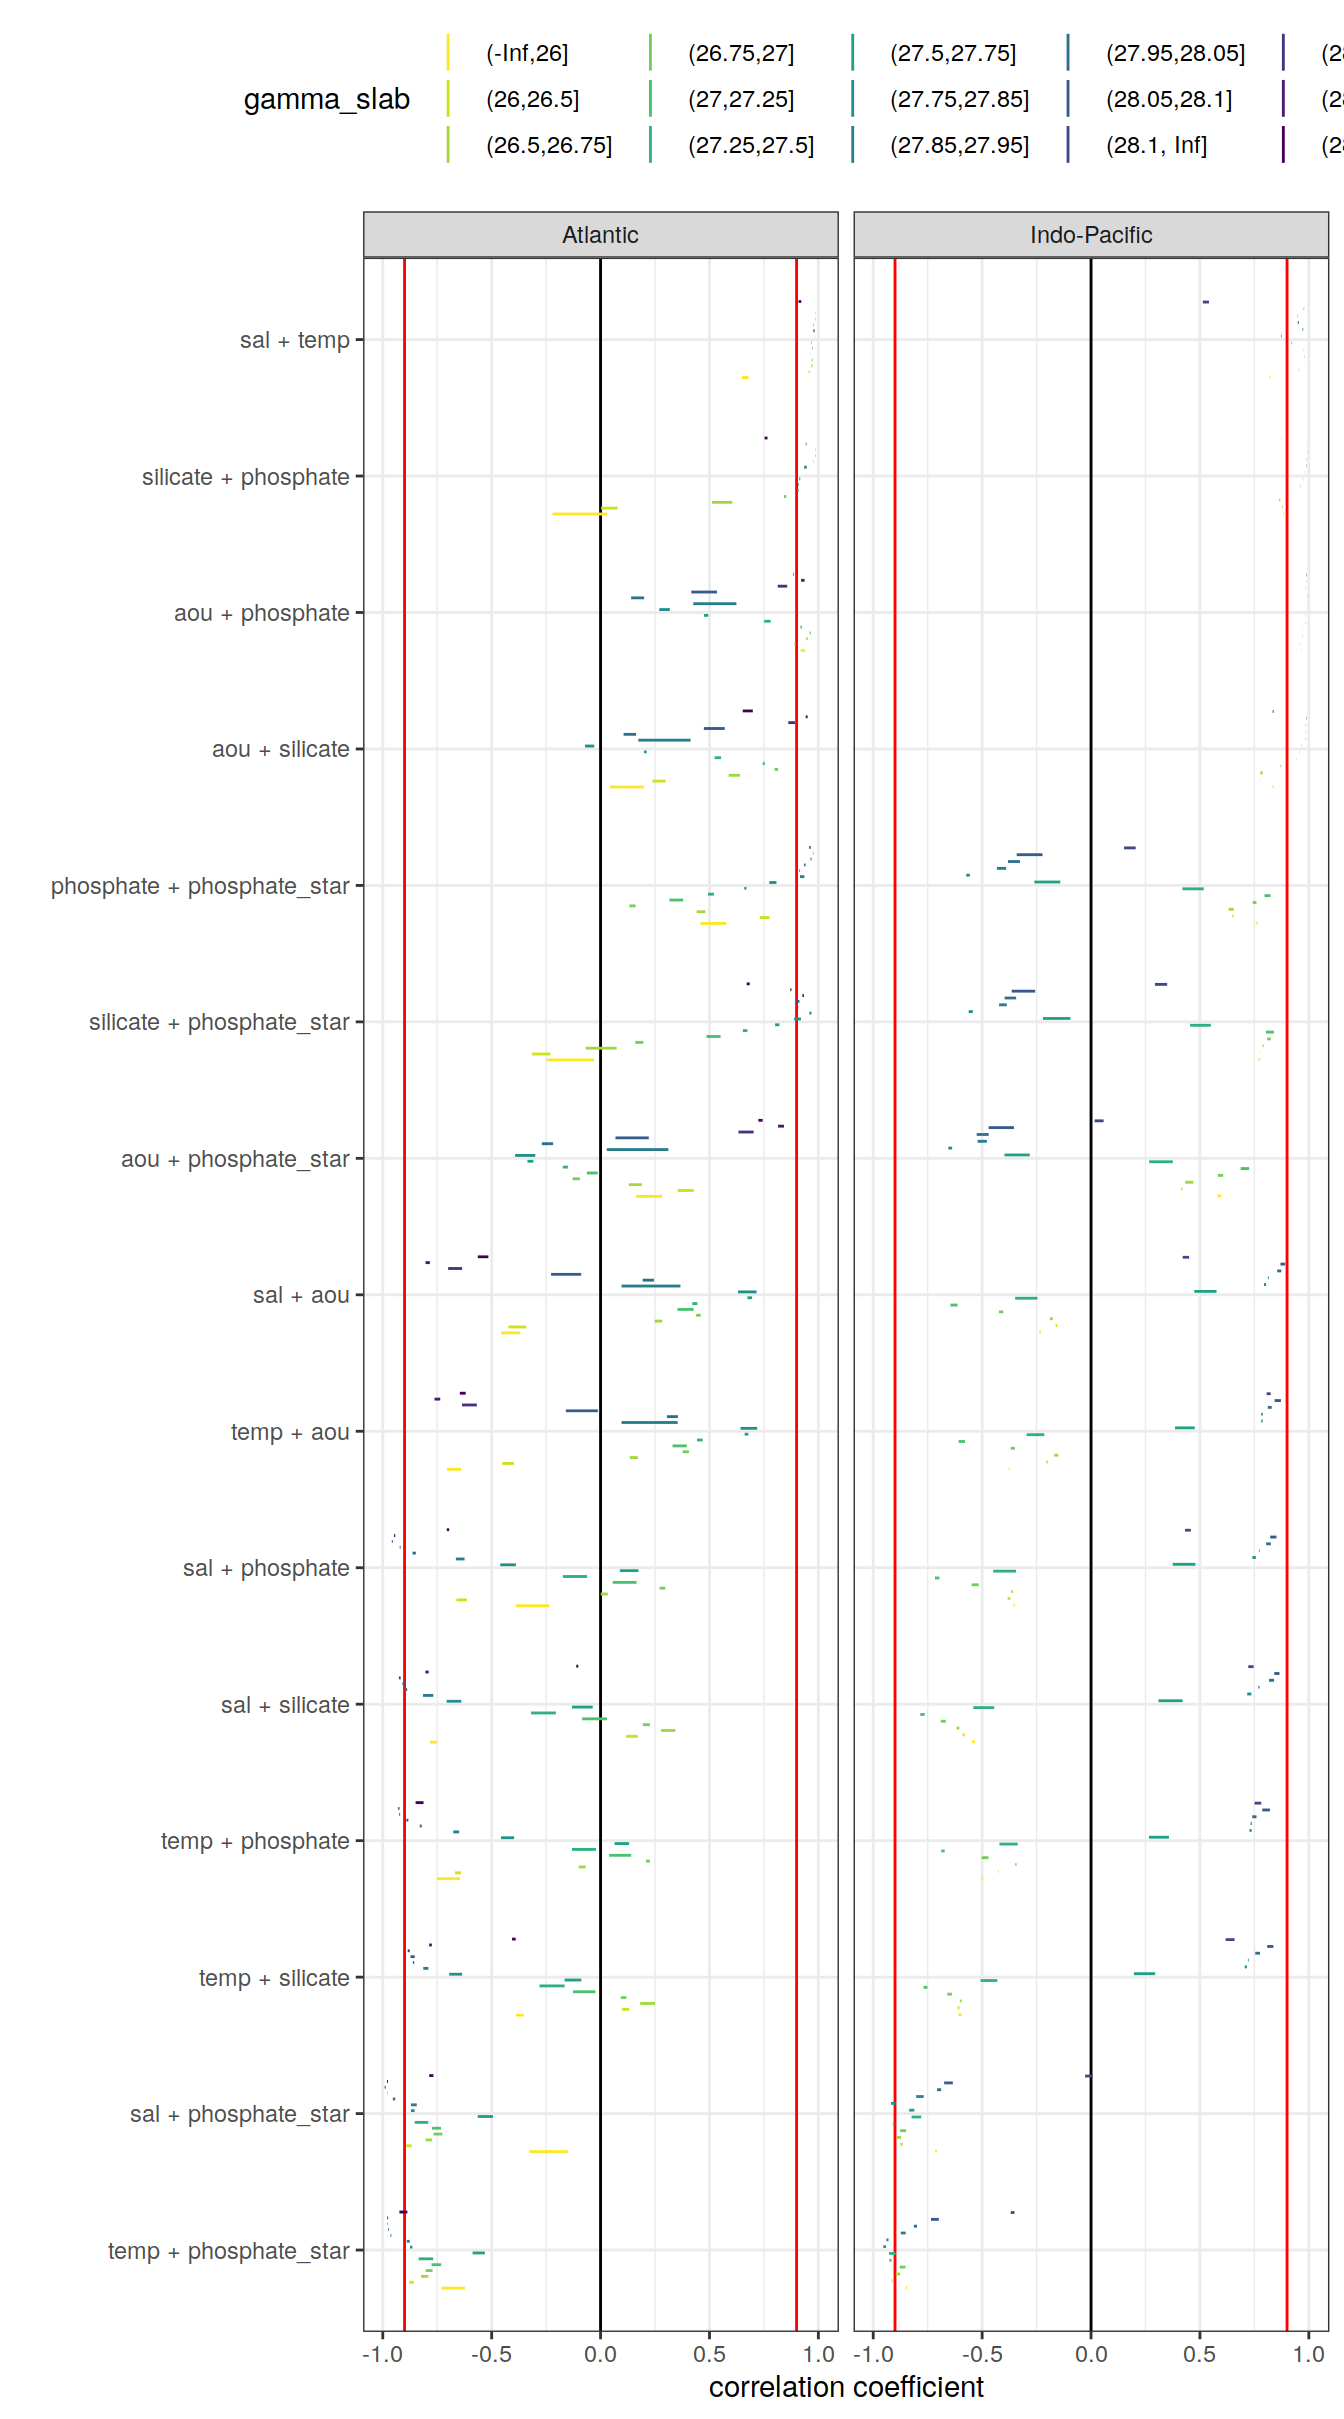 (-Inf,26] (26.75,27] (27.5,27.75] (27.95,28.05]
gamma_slab (26,26.5] (27,27.25] (27.75,27.85] (28.05,28.1]
(26.5,26.75] (27.25,27.5] (27.85,27.95] (28.1, Inf]
Atlantic Indo-Pacific
sal + temp
silicate + phosphate
aou + phosphate
aou + silicate
phosphate + phosphate_star
silicate + phosphate_star
aou + phosphate_star
sal + aou
temp + aou
sal + phosphate
sal + silicate
temp + phosphate
temp + silicate
sal + phosphate_star
temp + phosphate_star
-1.0 -0.5 0.0 0.5 1.0 -1.0 -0.5 0.0 0.5 1.0
correlation coefficient